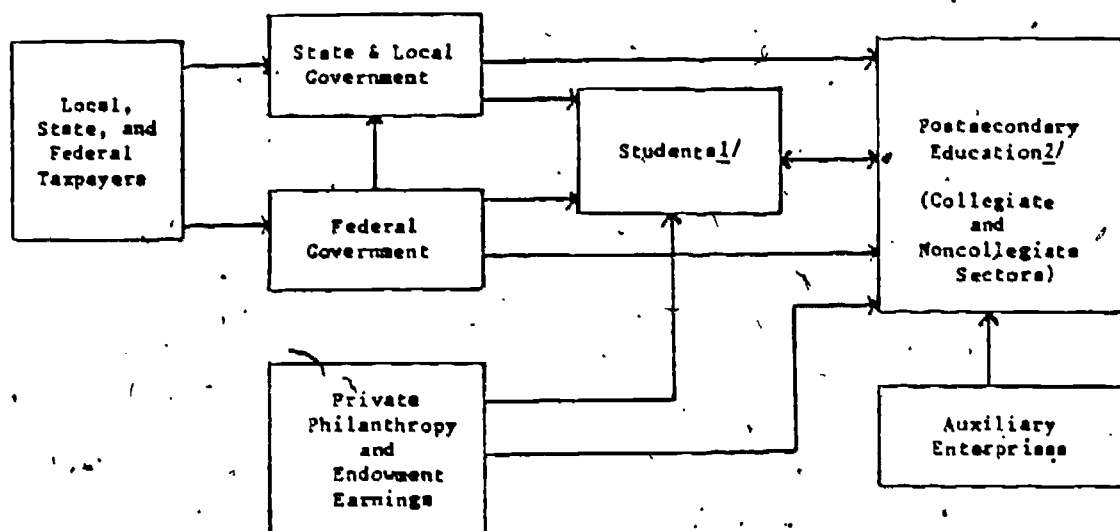 Local,
State, and
Federal
Taxpayers
State & Local
Government
Federal
Government
Private
Philanthropy
and
Endowment
Earnings
Students1/
Postsecondary
Education2/
(Collegiate
and
Noncollegiate
Sectors)
Auxiliary
Enterprises